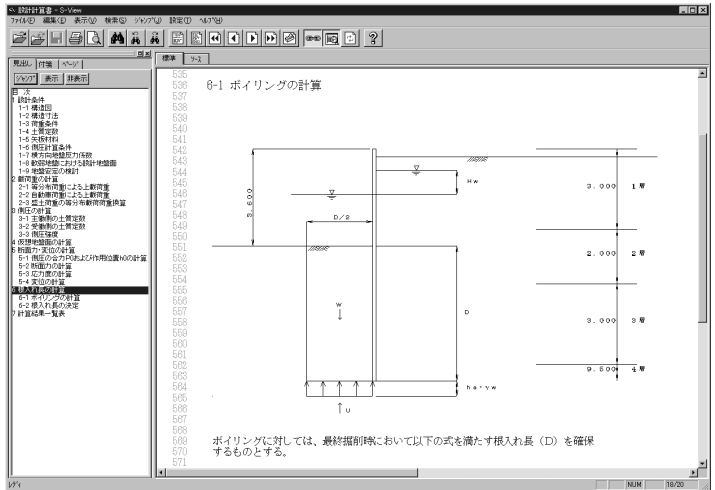 設計計算書 - S-View
ファイル(F) 編集(E) 表示(V) 検索(S) ジャンプ(J) 設定(T) ヘルプ(H)
見出し 付箋 ページ
ジャンプ 表示 非表示
標準 ソース
目 次
1 設計条件
1-1 構造図
1-2 構造寸法
1-3 荷重条件
1-4 土質定数
1-5 矢板材料
1-6 側圧計算条件
1-7 横方向地盤反力係数
1-8 軟弱地盤における設計地盤面
1-9 地盤安定の検討
2 載荷重の計算
2-1 等分布荷重による上載荷重
2-2 自動車荷重による上載荷重
2-3 盛土荷重の等分布載荷重換算
3 側圧の計算
3-1 主働側の土質定数
3-2 受働側の土質定数
3-3 側圧強度
4 仮想地盤面の計算
5 断面力・変位の計算
5-1 側圧の合力P0および作用位置h0の計算
5-2 断面力の計算
5-3 応力度の計算
5-4 変位の計算
6 根入れ長の計算
6-1 ボイリングの計算
6-2 根入れ長の決定
7 計算結果一覧表
535
536 6-1 ボイリングの計算
537
538
539
540
541
542
543
544
545
546
547
548
549
550
551
552
553
554
555
556
557
558
559
560
561
562
563
564
565
566
567
568
569 ボイリングに対しては、最終掘削時において以下の式を満たす根入れ長（D）を確保
570 するものとする。
571
3.600
D/2
Hw
W
D
ha・γw
U
3.000 1層
2.000 2層
3.000 3層
9.500 4層
レディ
NUM
18/20